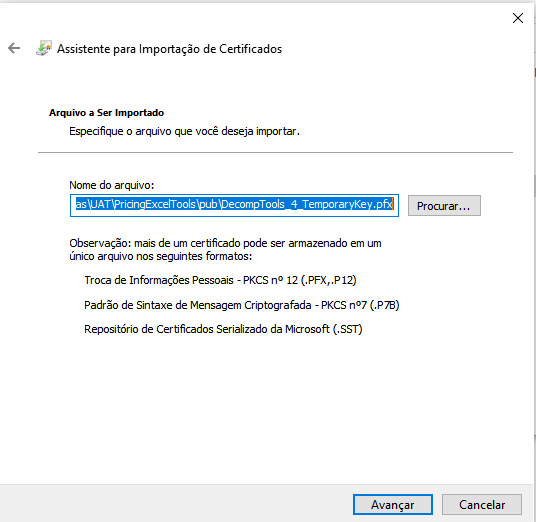 Assistente para Importação de Certificados
Arquivo a Ser Importado
Especifique o arquivo que você deseja importar.
Nome do arquivo:
as\UAT\PricingExcelTools\pub\DecompTools_4_TemporaryKey.pfx
Procurar...
Observação: mais de um certificado pode ser armazenado em um
único arquivo nos seguintes formatos:
Troca de Informações Pessoais - PKCS nº 12 (.PFX,.P12)
Padrão de Sintaxe de Mensagem Criptografada - PKCS nº7 (.P7B)
Repositório de Certificados Serializado da Microsoft (.SST)
Avançar
Cancelar